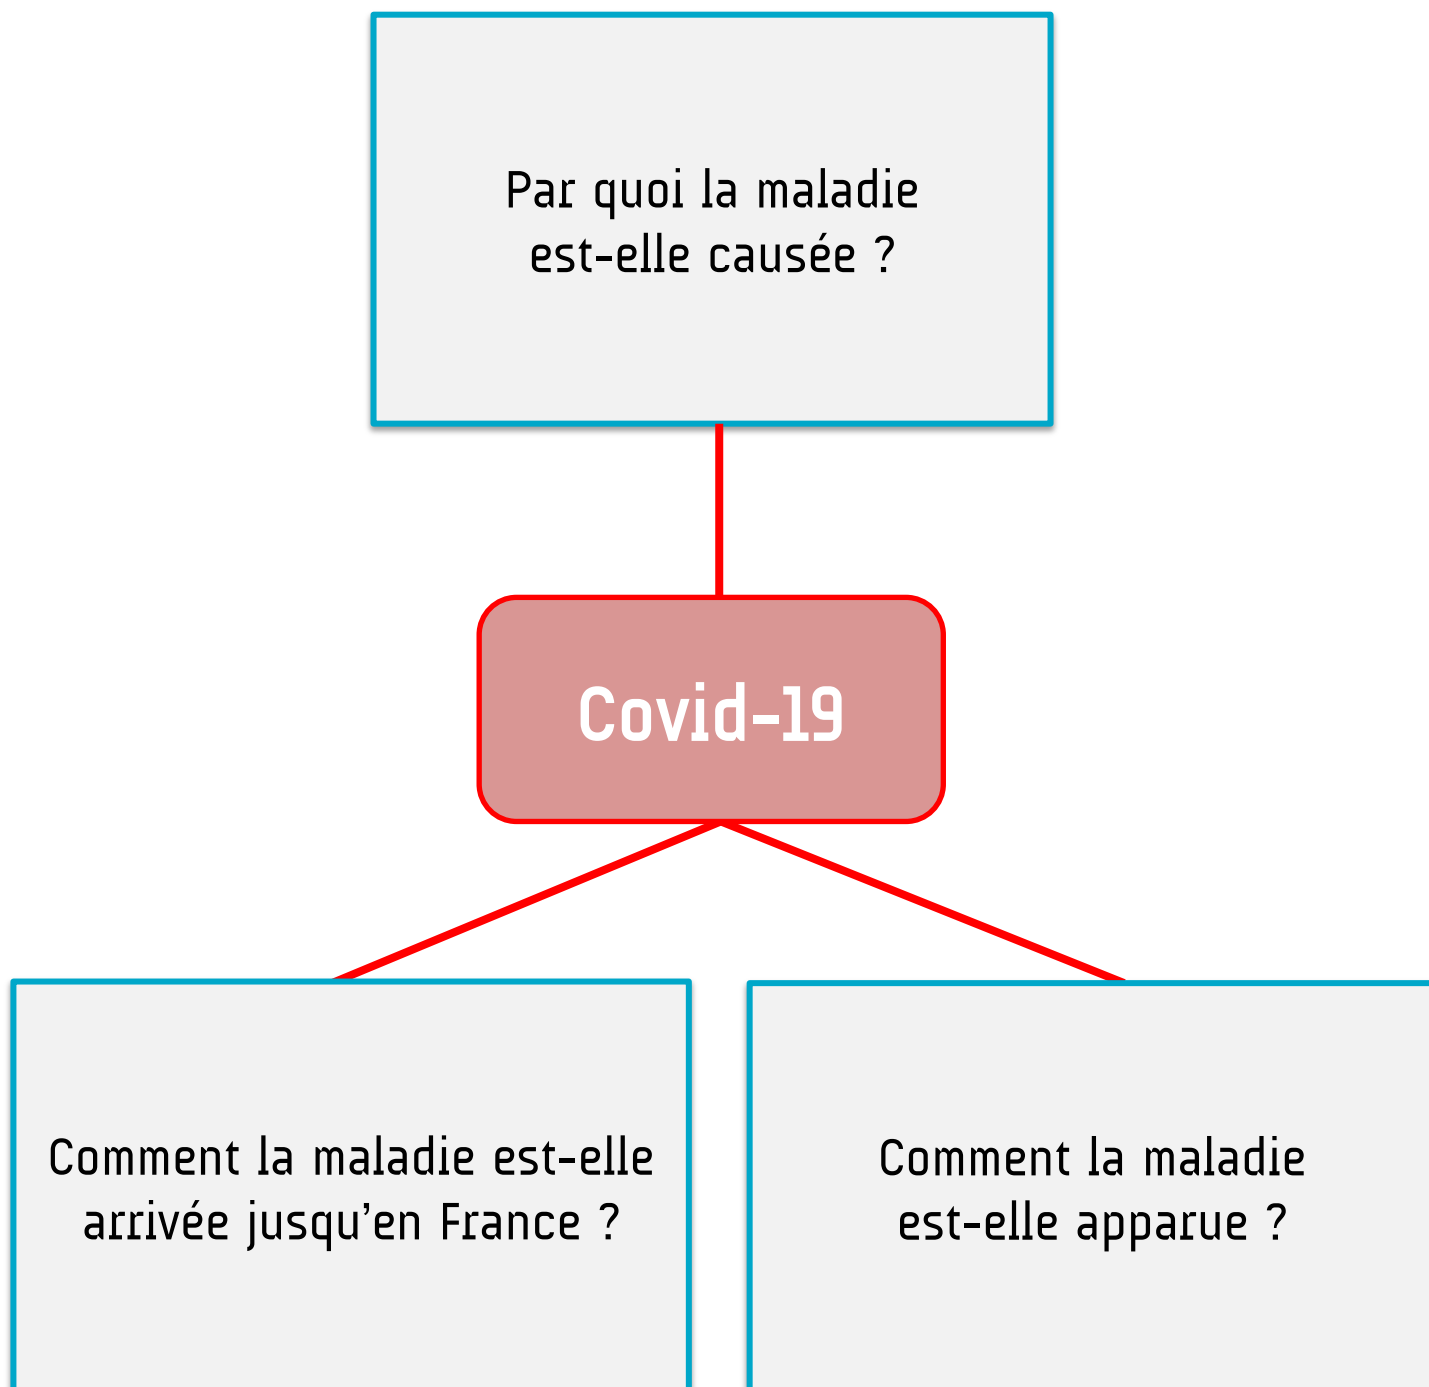 Par quoi la maladie
est-elle causée ?
Covid-19
Comment la maladie est-elle
arrivée jusqu’en France ?
Comment la maladie
est-elle apparue ?